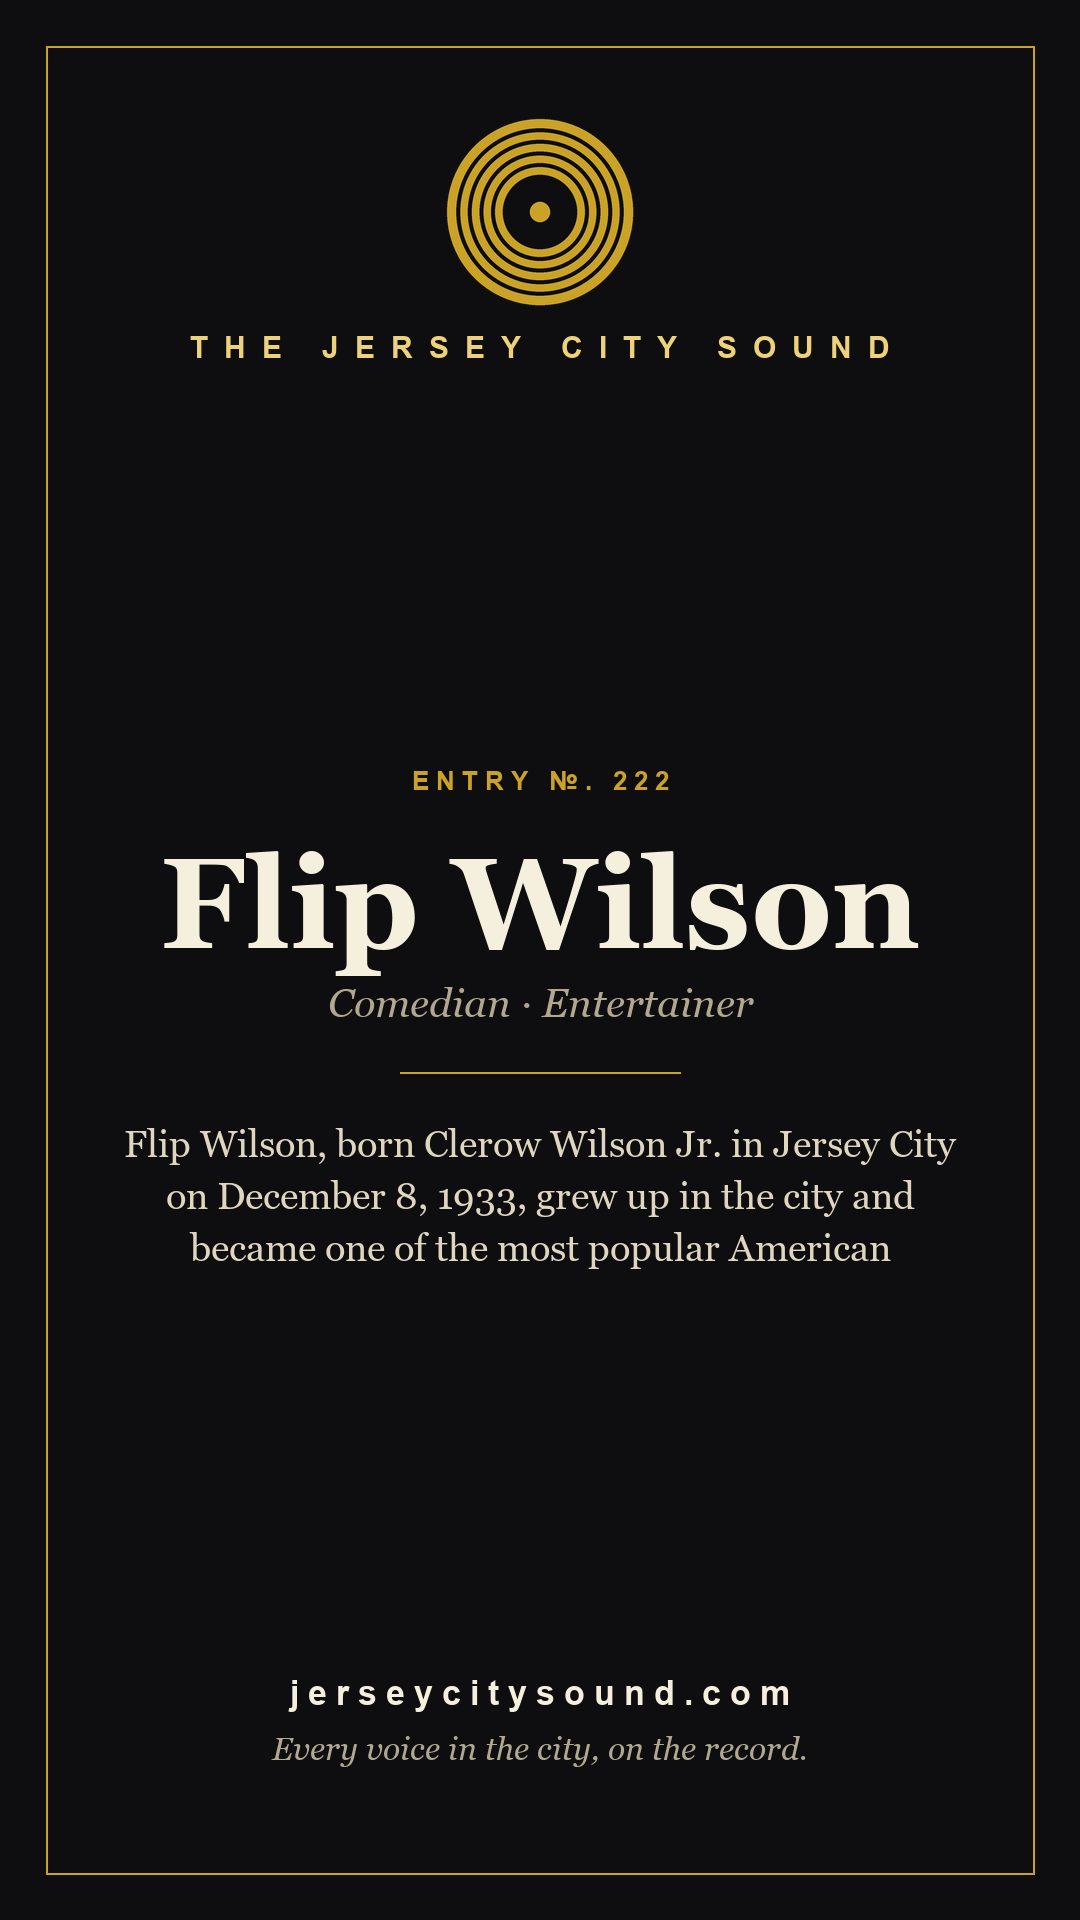 THE JERSEY CITY SOUND
ENTRY №. 222
Flip Wilson
Comedian · Entertainer
Flip Wilson, born Clerow Wilson Jr. in Jersey City
on December 8, 1933, grew up in the city and
became one of the most popular American
jerseycitysound.com
Every voice in the city, on the record.